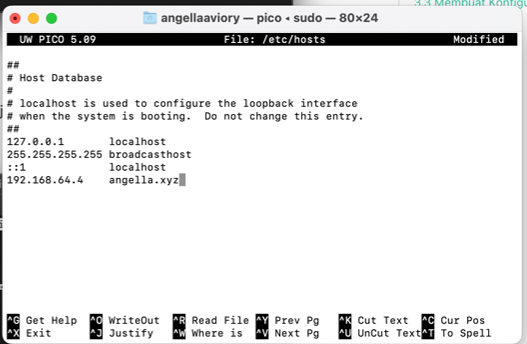 3.3 Membuat Konfigu
angellaaviory — pico ◂ sudo — 80×24
UW PICO 5.09 File: /etc/hosts Modified
##
# Host Database
#
# localhost is used to configure the loopback interface
# when the system is booting.  Do not change this entry.
##
127.0.0.1 localhost
255.255.255.255 broadcasthost
::1 localhost
192.168.64.4 angella.xyz
^G Get Help ^O WriteOut ^R Read File ^Y Prev Pg ^K Cut Text ^C Cur Pos
^X Exit ^J Justify ^W Where is ^V Next Pg ^U UnCut Text ^T To Spell